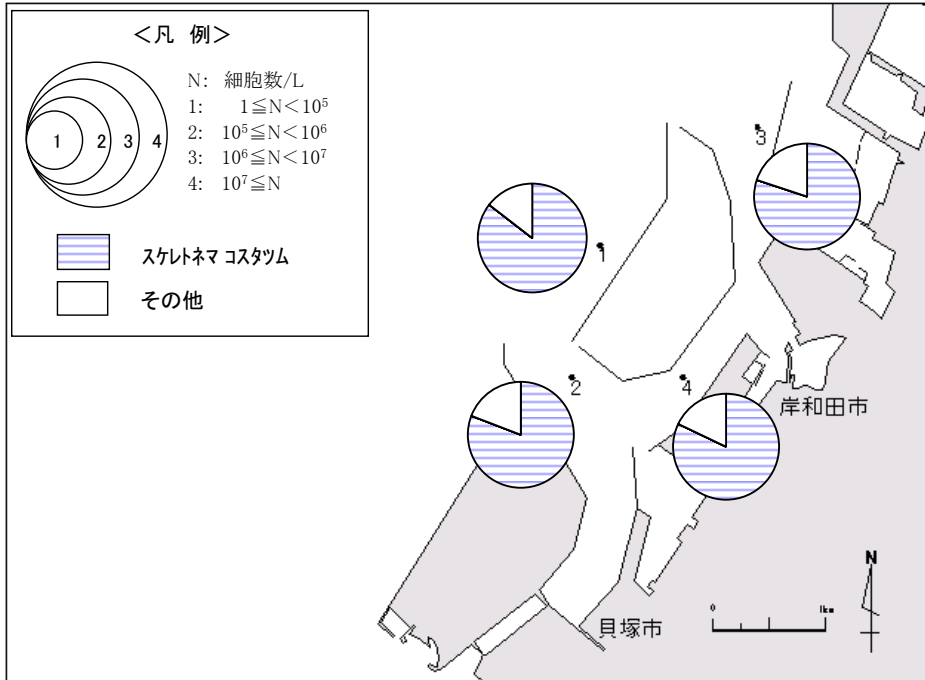 <凡 例>
1 2 3 4
N: 細胞数/L
1: 1≦N<10⁵
2: 10⁵≦N<10⁶
3: 10⁶≦N<10⁷
4: 10⁷≦N
スケレトネマ コスタツム
その他
3
1
2
4
岸和田市
貝塚市
0 1km
N